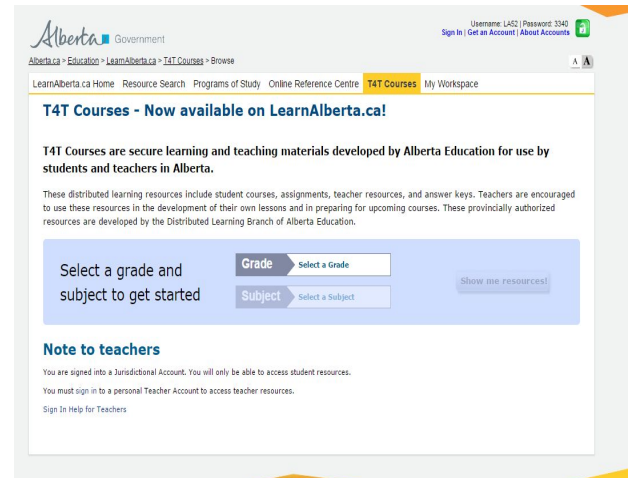 Alberta Government
Username: LA52 | Password: 3340
Sign In | Get an Account | About Accounts
Alberta.ca > Education > LearnAlberta.ca > T4T Courses > Browse
A A
LearnAlberta.ca Home Resource Search Programs of Study Online Reference Centre T4T Courses My Workspace
T4T Courses - Now available on LearnAlberta.ca!
T4T Courses are secure learning and teaching materials developed by Alberta Education for use by
students and teachers in Alberta.
These distributed learning resources include student courses, assignments, teacher resources, and answer keys. Teachers are encouraged
to use these resources in the development of their own lessons and in preparing for upcoming courses. These provincially authorized
resources are developed by the Distributed Learning Branch of Alberta Education.
Select a grade and
subject to get started
Grade Select a Grade
Subject Select a Subject
Show me resources!
Note to teachers
You are signed into a Jurisdictional Account. You will only be able to access student resources.
You must sign in to a personal Teacher Account to access teacher resources.
Sign In Help for Teachers